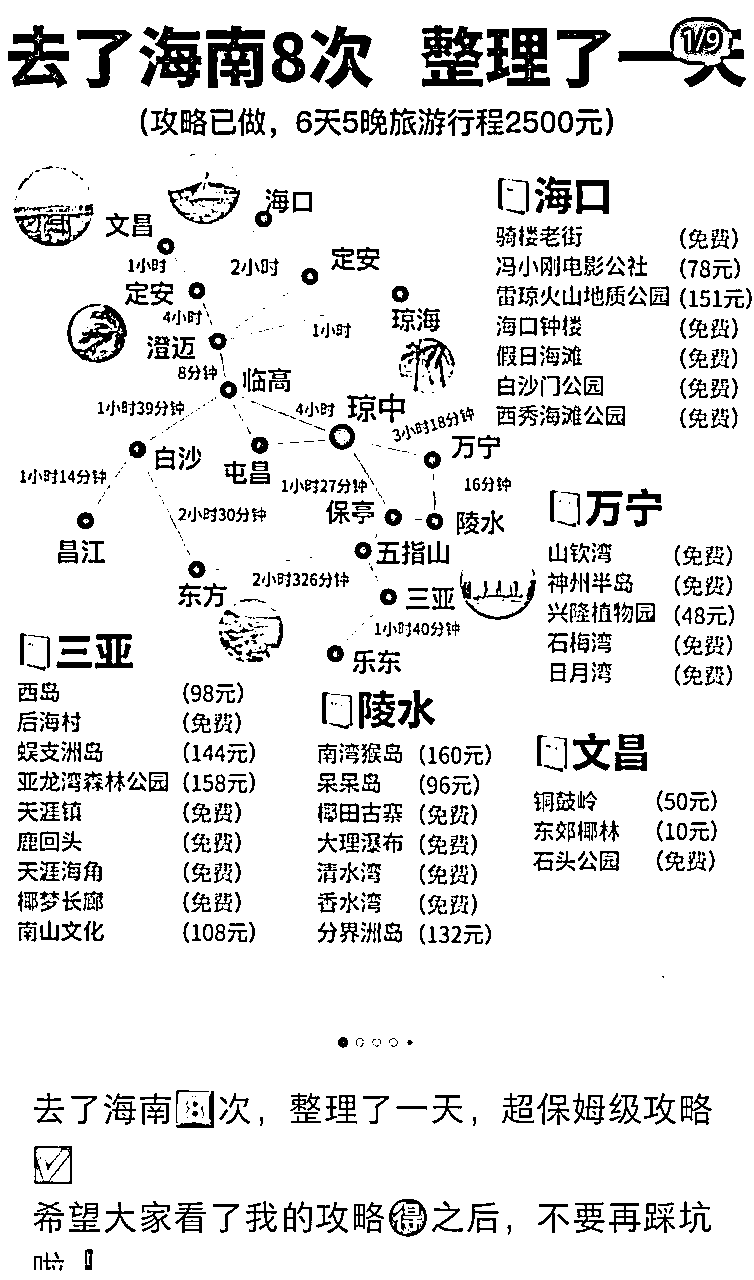 去了海南8次 整理了一天
1/9
(攻略已做，6天5晚旅游行程2500元)
海口
文昌
1小时
2小时
定安
定安
4小时
琼海
1小时
澄迈
8分钟
临高
1小时39分钟
4小时
琼中
3小时18分钟
万宁
白沙
屯昌
1小时14分钟
1小时27分钟
16分钟
保亭
陵水
2小时30分钟
昌江
五指山
2小时326分钟
东方
三亚
1小时40分钟
乐东
海口
骑楼老街 (免费)
冯小刚电影公社 (78元)
雷琼火山地质公园 (151元)
海口钟楼 (免费)
假日海滩 (免费)
白沙门公园 (免费)
西秀海滩公园 (免费)
万宁
山钦湾 (免费)
神州半岛 (免费)
兴隆植物园 (48元)
石梅湾 (免费)
日月湾 (免费)
三亚
西岛 (98元)
后海村 (免费)
蜈支洲岛 (144元)
亚龙湾森林公园 (158元)
天涯镇 (免费)
鹿回头 (免费)
天涯海角 (免费)
椰梦长廊 (免费)
南山文化 (108元)
陵水
南湾猴岛 (160元)
呆呆岛 (96元)
椰田古寨 (免费)
大理瀑布 (免费)
清水湾 (免费)
香水湾 (免费)
分界洲岛 (132元)
文昌
铜鼓岭 (50元)
东郊椰林 (10元)
石头公园 (免费)
去了海南8次，整理了一天，超保姆级攻略
✅
希望大家看了我的攻略🉐之后，不要再踩坑
啦❗